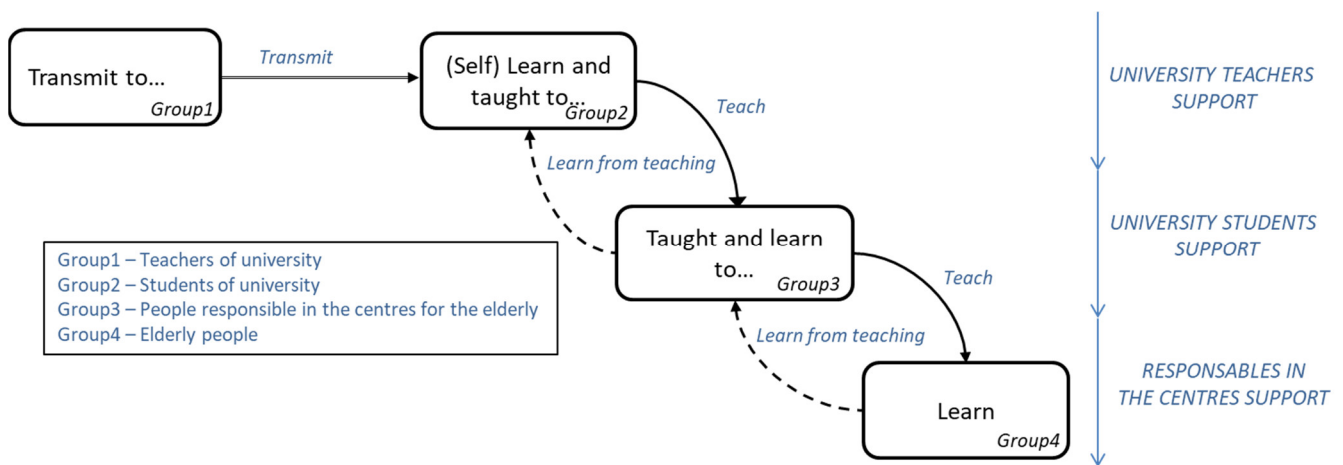 Transmit to...
Group1
Transmit
(Self) Learn and
taught to...
Group2
Teach
Learn from teaching
Taught and learn
to...
Group3
Teach
Learn from teaching
Learn
Group4
Group1 – Teachers of university
Group2 – Students of university
Group3 – People responsible in the centres for the elderly
Group4 – Elderly people
UNIVERSITY TEACHERS
SUPPORT
UNIVERSITY STUDENTS
SUPPORT
RESPONSABLES IN
THE CENTRES SUPPORT